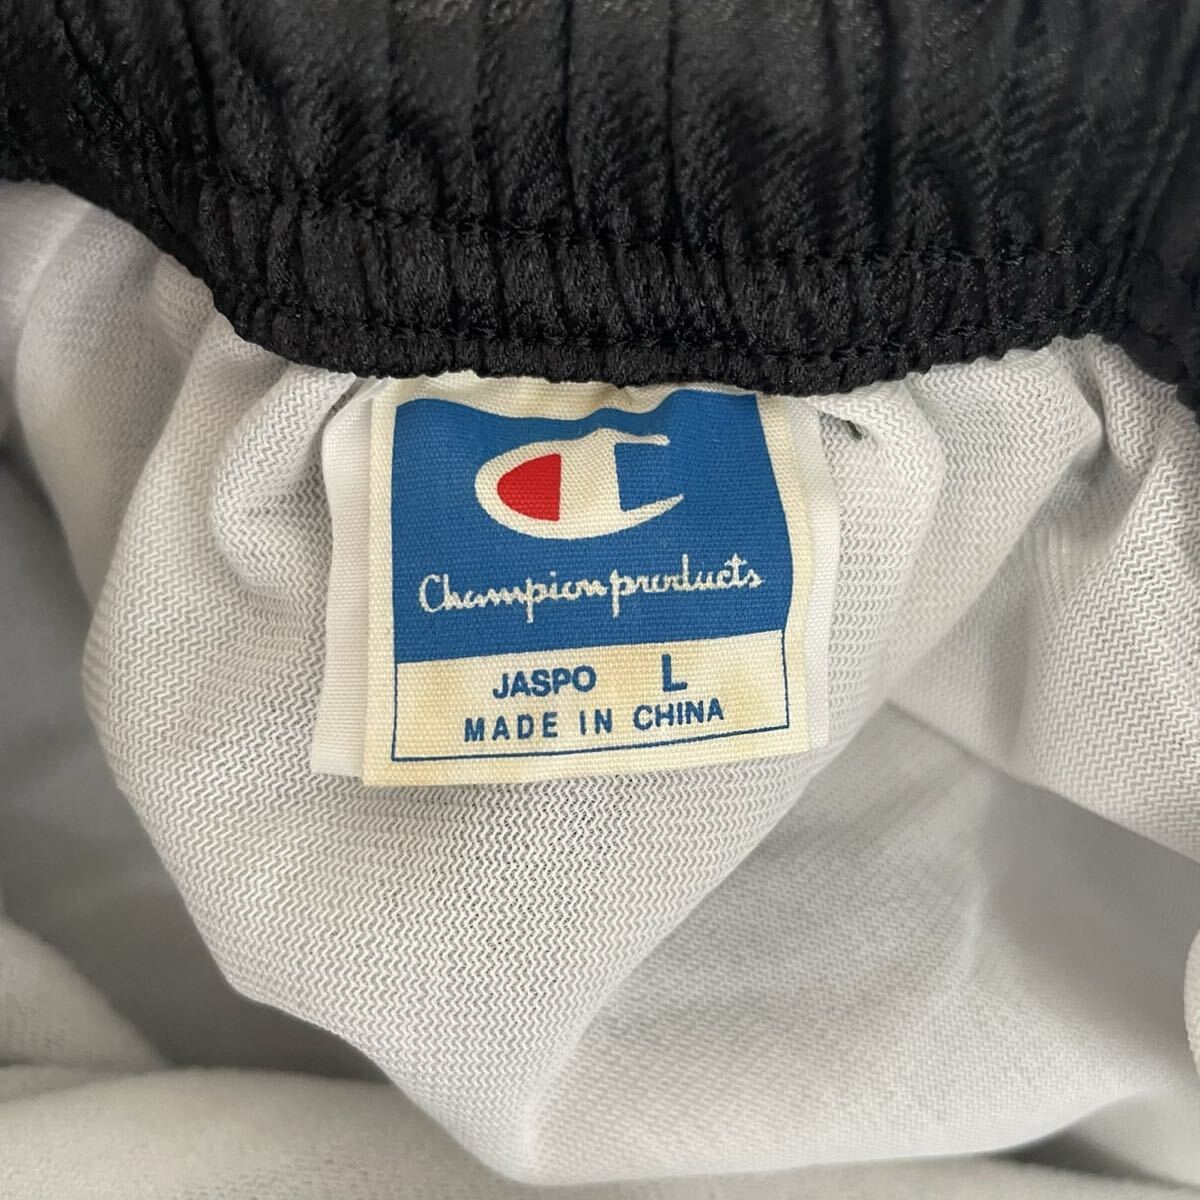 Champion products
JASPO L
MADE IN CHINA